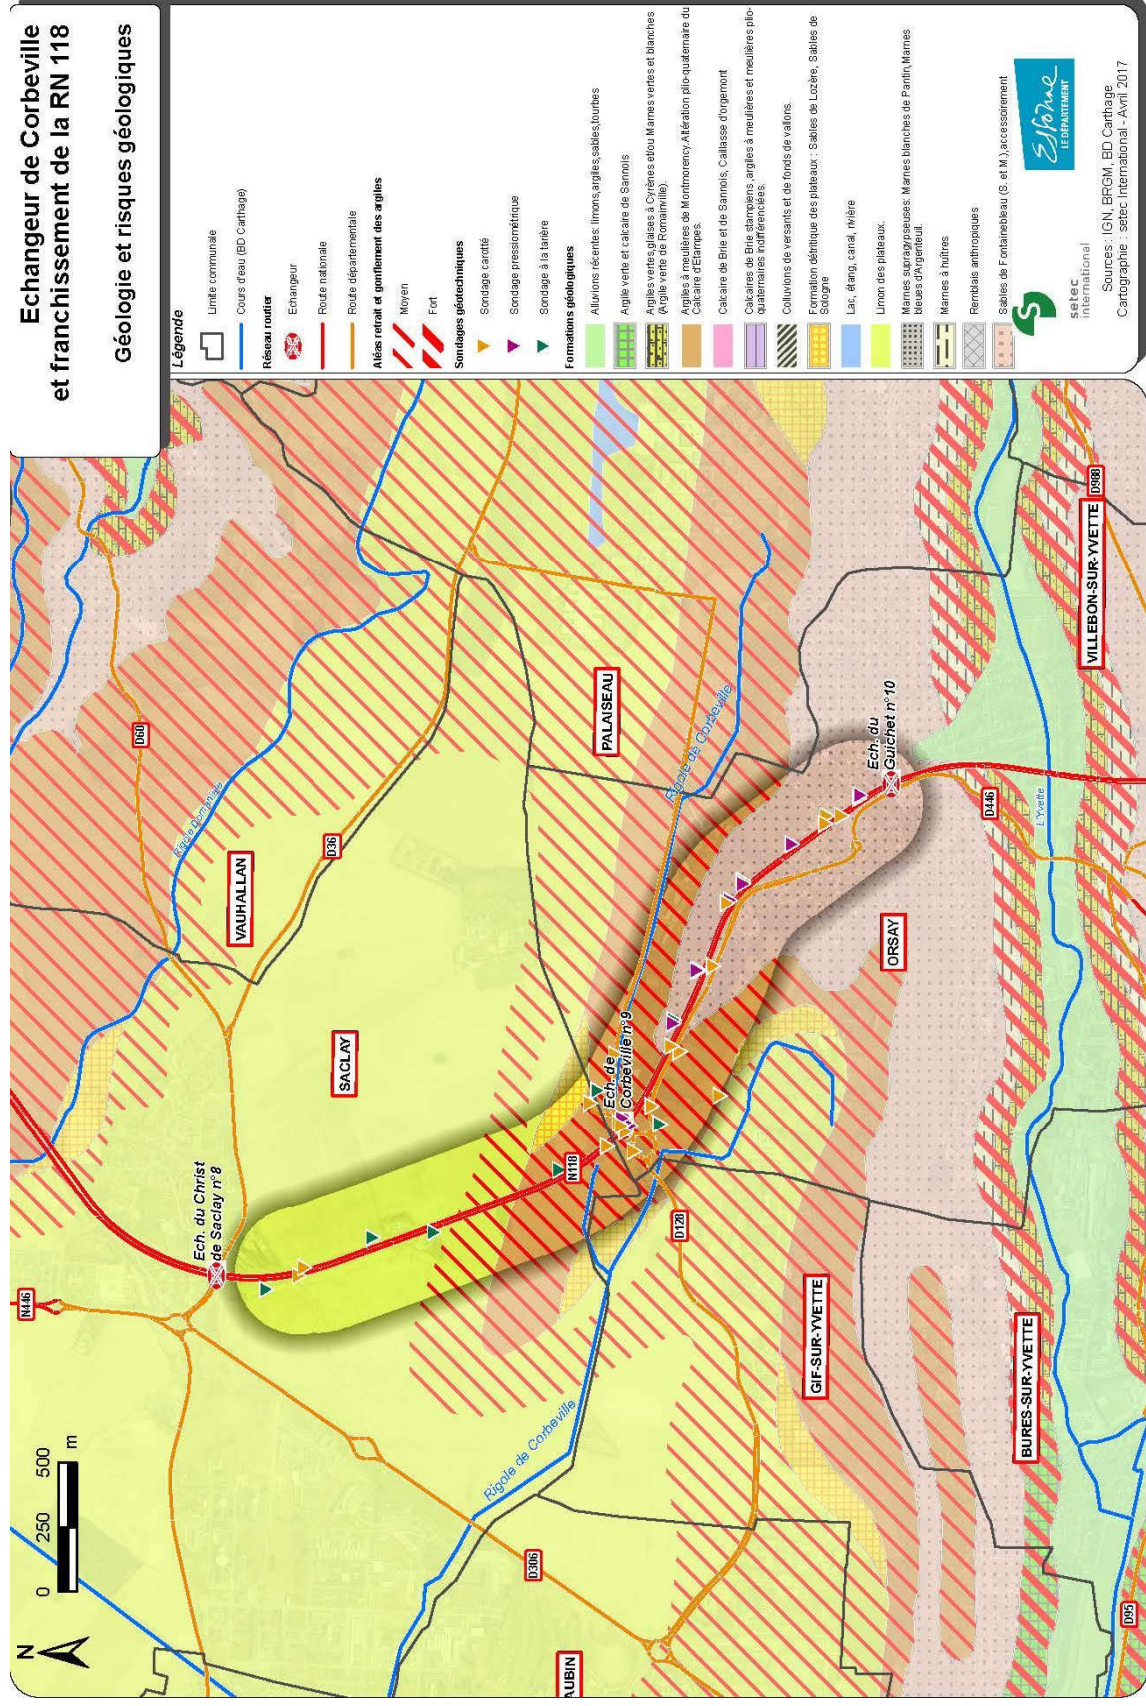 Echangeur de Corbeville
et franchissement de la RN 118
Géologie et risques géologiques
Légende
Limite communale
Cours d'eau (BD Carthage)
Réseau routier
Echangeur
Route nationale
Route départementale
Aléas retrait et gonflement des argiles
Moyen
Fort
Sondages géotechniques
Sondage carotté
Sondage pressiométrique
Sondage à la tarière
Formations géologiques
Alluvions récentes: limons,argiles,sables,tourbes
Argile verte et calcaire de Sannois
Argiles vertes,glaises à Cyrènes et/ou Marnes vertes et blanches
(Argile verte de Romainville)
Argiles à meulières de Montmorency.Altération plio-quaternaire du
Calcaire d'Etampes.
Calcaire de Brie et de Sannois, Caillasse d'orgemont
Calcaires de Brie stampiens ,argiles à meulières et meulières plio-
quaternaires indifférenciées.
Colluvions de versants et de fonds de vallons.
Formation détritique des plateaux : Sables de Lozère, Sables de
Sologne
Lac, étang, canal, rivière
Limon des plateaux.
Marnes supragypseuses: Marnes blanches de Pantin,Marnes
bleues d'Argenteuil.
Marnes à huîtres
Remblais anthropiques
Sables de Fontainebleau (S. et M.),accessoirement
setec
international
Essonne
LE DÉPARTEMENT
Sources : IGN, BRGM, BD Carthage
Cartographie : setec International - Avril 2017
N
0 250 500
m
N446
Ech. du Christ
de Saclay n°8
D60
Rigole Domaniale
VAUHALLAN
D36
SACLAY
D306
Rigole de Corbeville
AUBIN
N118
Ech. de
Corbeville n°9
PALAISEAU
Rigole de Corbeville
D128
GIF-SUR-YVETTE
ORSAY
Ech. du
Guichet n°10
D446
L'Yvette
BURES-SUR-YVETTE
VILLEBON-SUR-YVETTE
D988
D95